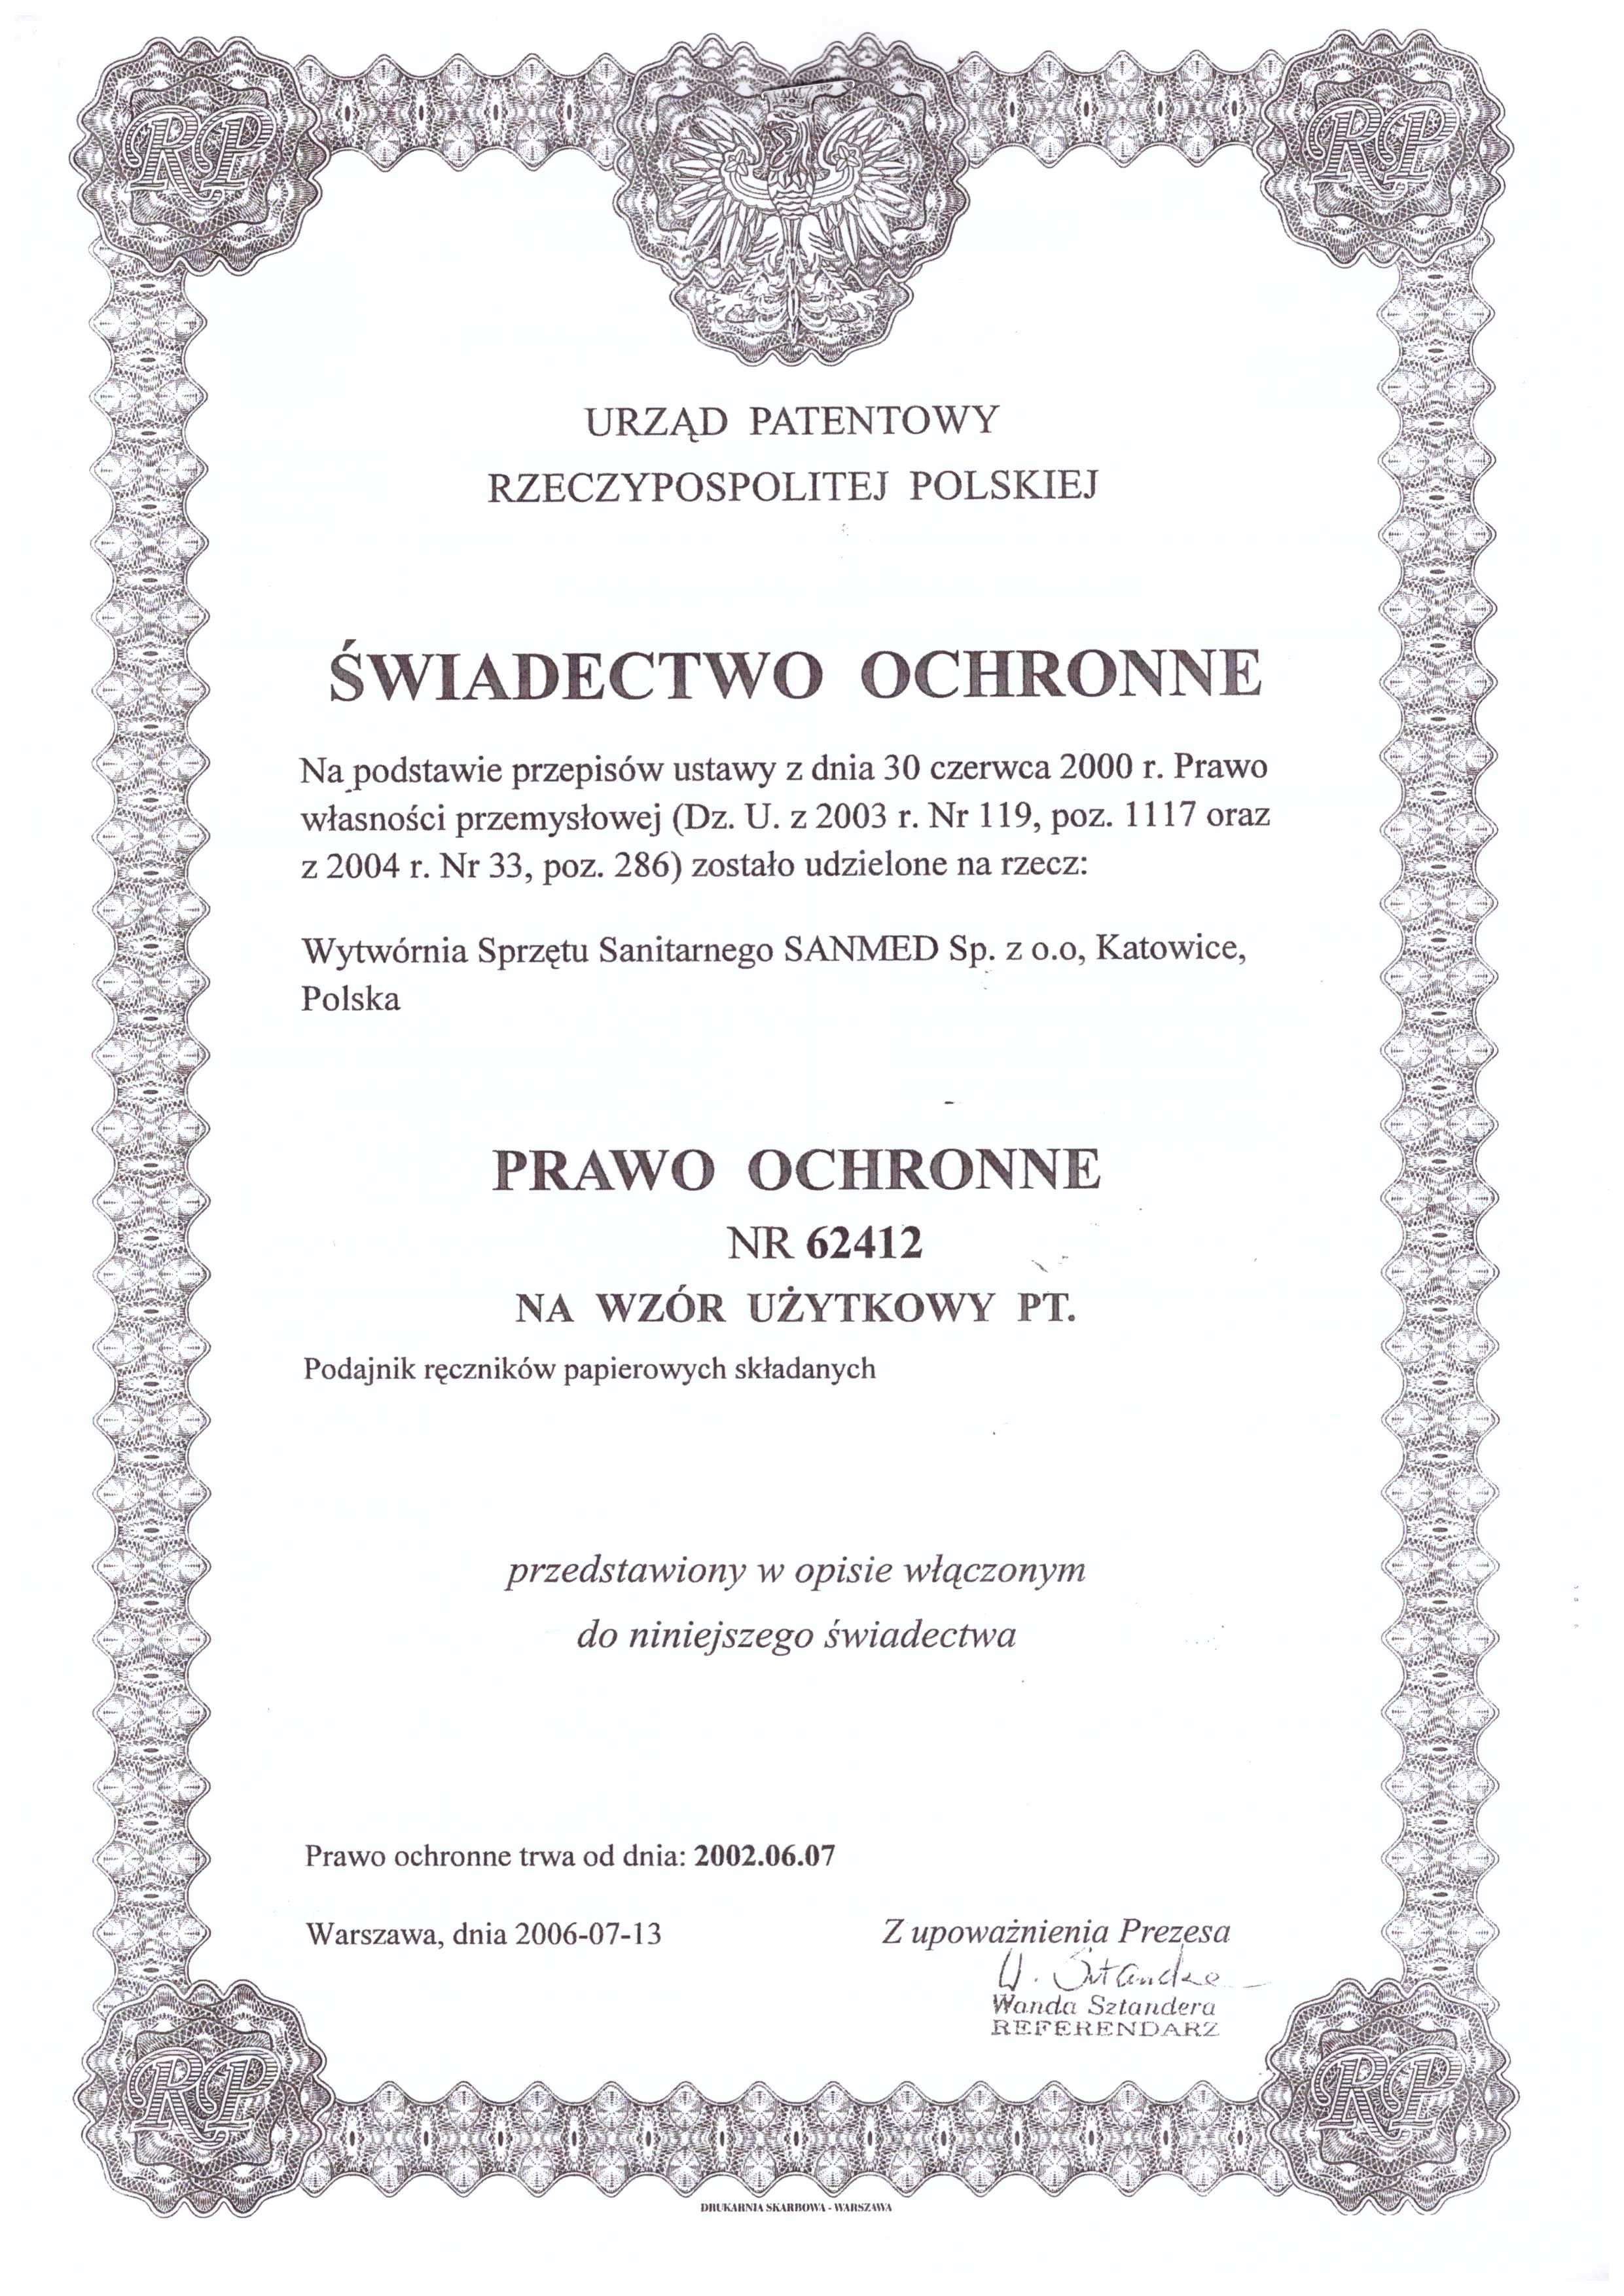 RP
RP
URZĄD PATENTOWY
RZECZYPOSPOLITEJ POLSKIEJ
ŚWIADECTWO OCHRONNE
Na podstawie przepisów ustawy z dnia 30 czerwca 2000 r. Prawo
własności przemysłowej (Dz. U. z 2003 r. Nr 119, poz. 1117 oraz
z 2004 r. Nr 33, poz. 286) zostało udzielone na rzecz:
Wytwórnia Sprzętu Sanitarnego SANMED Sp. z o.o, Katowice,
Polska
PRAWO OCHRONNE
NR 62412
NA WZÓR UŻYTKOWY PT.
Podajnik ręczników papierowych składanych
przedstawiony w opisie włączonym
do niniejszego świadectwa
Prawo ochronne trwa od dnia: 2002.06.07
Warszawa, dnia 2006-07-13
Z upoważnienia Prezesa
W. Sztandera
Wanda Sztandera
REFERENDARZ
RP
RP
DRUKARNIA SKARBOWA - WARSZAWA